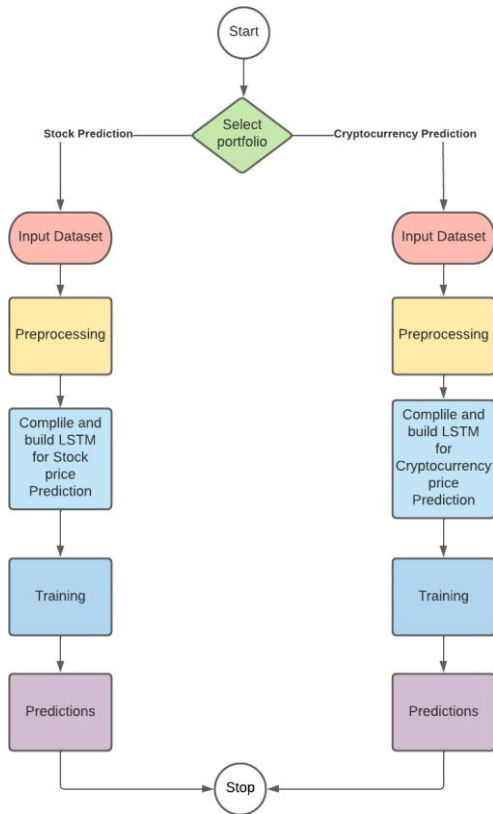 Start
Select
portfolio
Stock Prediction
Cryptocurrency Prediction
Input Dataset
Input Dataset
Preprocessing
Preprocessing
Complile and
build LSTM
for Stock
price
Prediction
Complile and
build LSTM
for
Cryptocurrency
price
Prediction
Training
Training
Predictions
Predictions
Stop